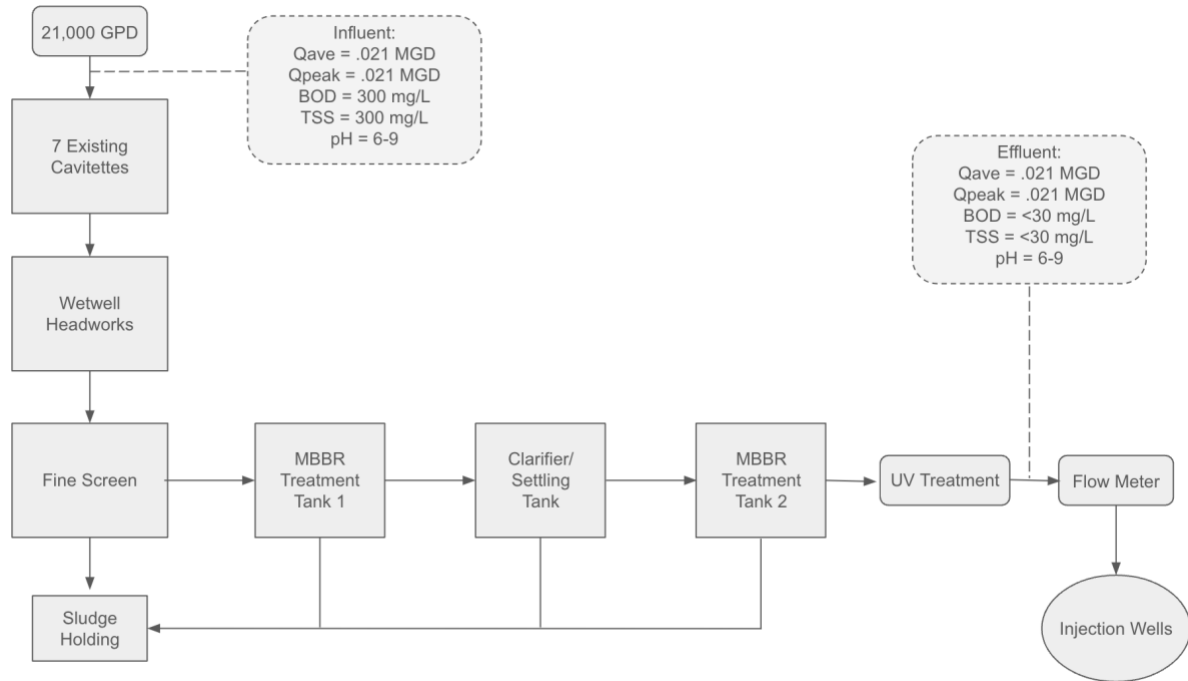 21,000 GPD
Influent:
Qave = .021 MGD
Qpeak = .021 MGD
BOD = 300 mg/L
TSS = 300 mg/L
pH = 6-9
7 Existing
Cavitettes
Effluent:
Qave = .021 MGD
Qpeak = .021 MGD
BOD = <30 mg/L
TSS = <30 mg/L
pH = 6-9
Wetwell
Headworks
Fine Screen
MBBR
Treatment
Tank 1
Clarifier/
Settling
Tank
MBBR
Treatment
Tank 2
UV Treatment
Flow Meter
Sludge
Holding
Injection Wells